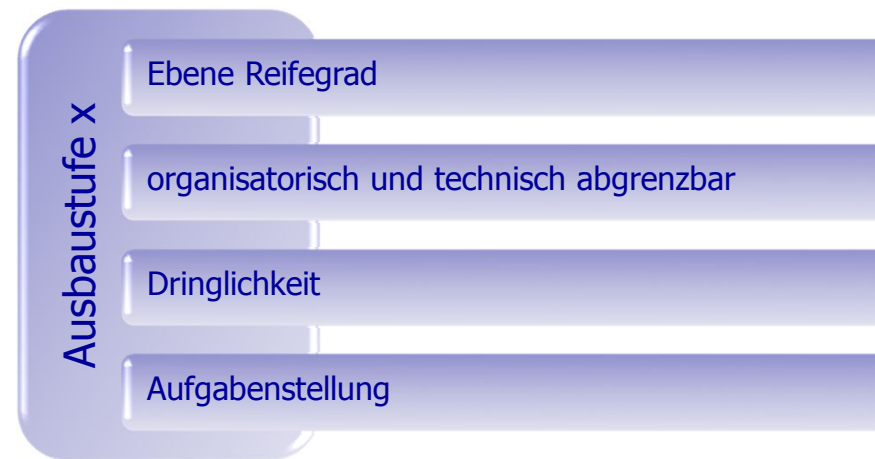 Ausbaustufe x
Ebene Reifegrad
organisatorisch und technisch abgrenzbar
Dringlichkeit
Aufgabenstellung